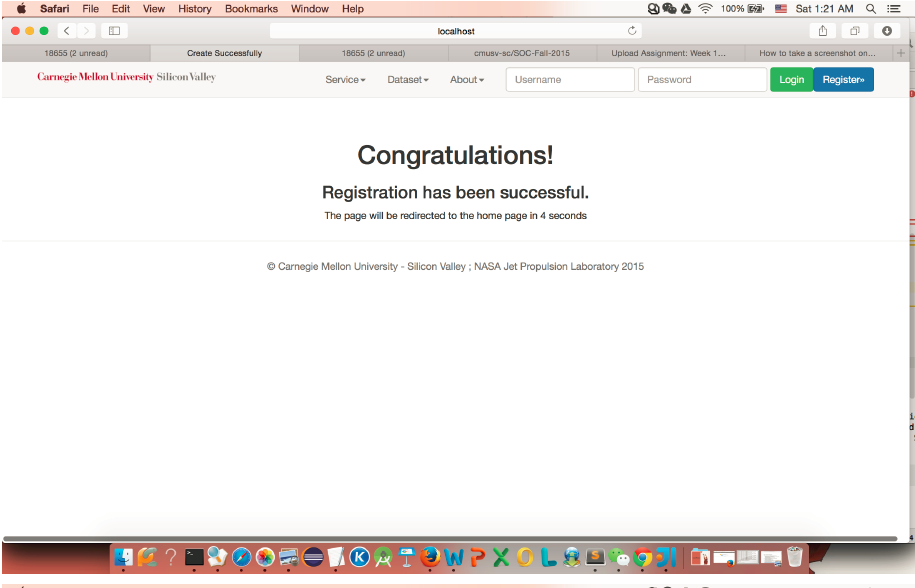 Safari File Edit View History Bookmarks Window Help 100% Sat 1:21 AM
localhost
18655 (2 unread) Create Successfully 18655 (2 unread) cmusv-sc/SOC-Fall-2015 Upload Assignment: Week 1... How to take a screenshot on...
Carnegie Mellon University Silicon Valley Service Dataset About Username Password Login Register»
Congratulations!
Registration has been successful.
The page will be redirected to the home page in 4 seconds
© Carnegie Mellon University - Silicon Valley ; NASA Jet Propulsion Laboratory 2015